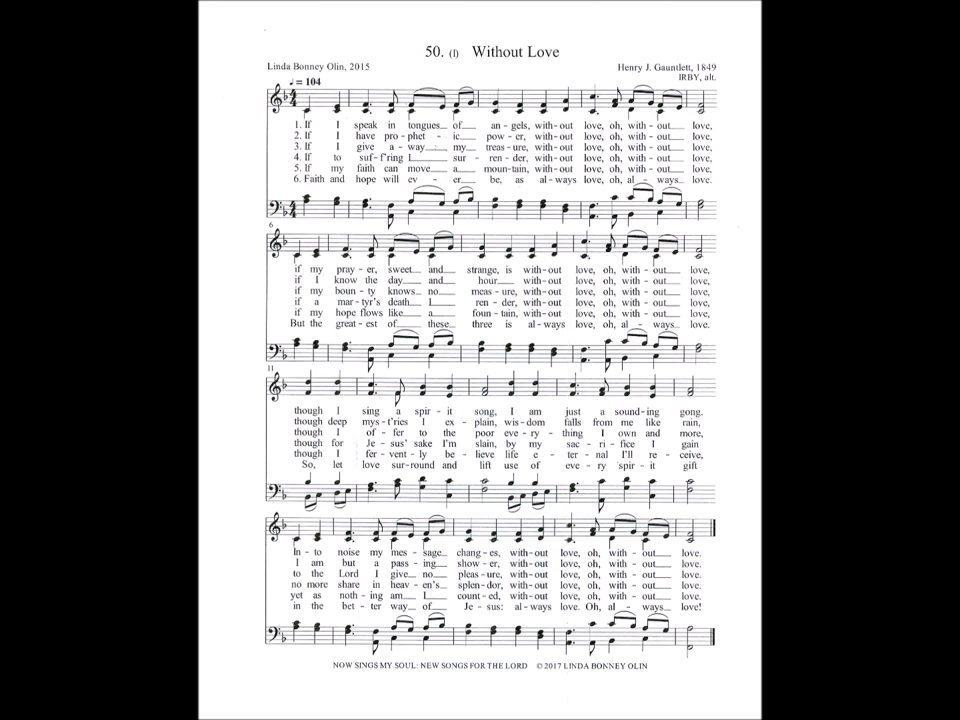 50. (I) Without Love
Linda Bonney Olin, 2015
Henry J. Gauntlett, 1849
IRBY, alt.
♩ = 104
1. If I speak in tongues of an - gels, with - out love, oh, with - out love,
2. If I have pro - phet - ic pow - er, with - out love, oh, with - out love,
3. If I give a - way my treas - ure, with - out love, oh, with - out love,
4. If to suf - f'ring I sur - ren - der, with - out love, oh, with - out love,
5. If my faith can move a moun - tain, with - out love, oh, with - out love,
6. Faith and hope will ev - er be, as al - ways love, oh, al - ways love.
6
if my pray - er, sweet and strange, is with - out love, oh, with - out love,
if I know the day and hour with - out love, oh, with - out love,
if my boun - ty knows no meas - ure, with - out love, oh, with - out love,
if a mar - tyr's death I ren - der, with - out love, oh, with - out love,
if my hope flows like a foun - tain, with - out love, oh, with - out love,
But the great - est of these three is al - ways love, oh, al - ways love.
11
though I sing a spir - it song, I am just a sound - ing gong.
though deep mys - t'ries I ex - plain, wis - dom falls from me like rain,
though I of - fer to the poor eve - ry - thing I own and more,
though for Je - sus' sake I'm slain, by my sac - ri - fice I gain
though I fer - vent - ly be - lieve life e - ter - nal I'll re - ceive,
So, let love sur - round and lift use of eve - ry spir - it gift
In - to noise my mes - sage chang - es, with - out love, oh, with - out love.
I am but a pass - ing show - er, with - out love, oh, with - out love.
to the Lord I give no pleas - ure, with - out love, oh, with - out love.
no more share in heav - en's splen - dor, with - out love, oh, with - out love.
yet as noth - ing am I count - ed, with - out love, oh, with - out love.
in the bet - ter way of Je - sus: al - ways love. Oh, al - ways love!
NOW SINGS MY SOUL: NEW SONGS FOR THE LORD © 2017 LINDA BONNEY OLIN